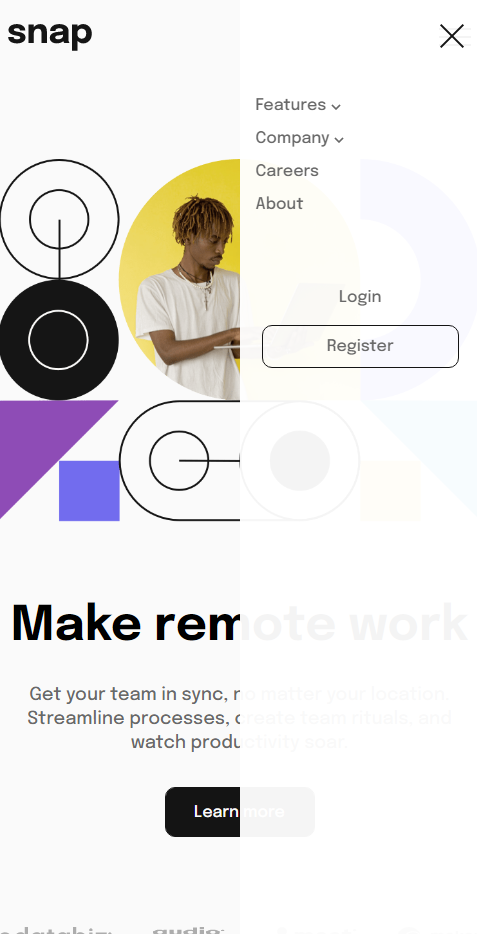 snap
Features
Company
Careers
About
Login
Register
Make remote work
Get your team in sync, no matter your location.
Streamline processes, create team rituals, and
watch productivity soar.
Learn more
audio